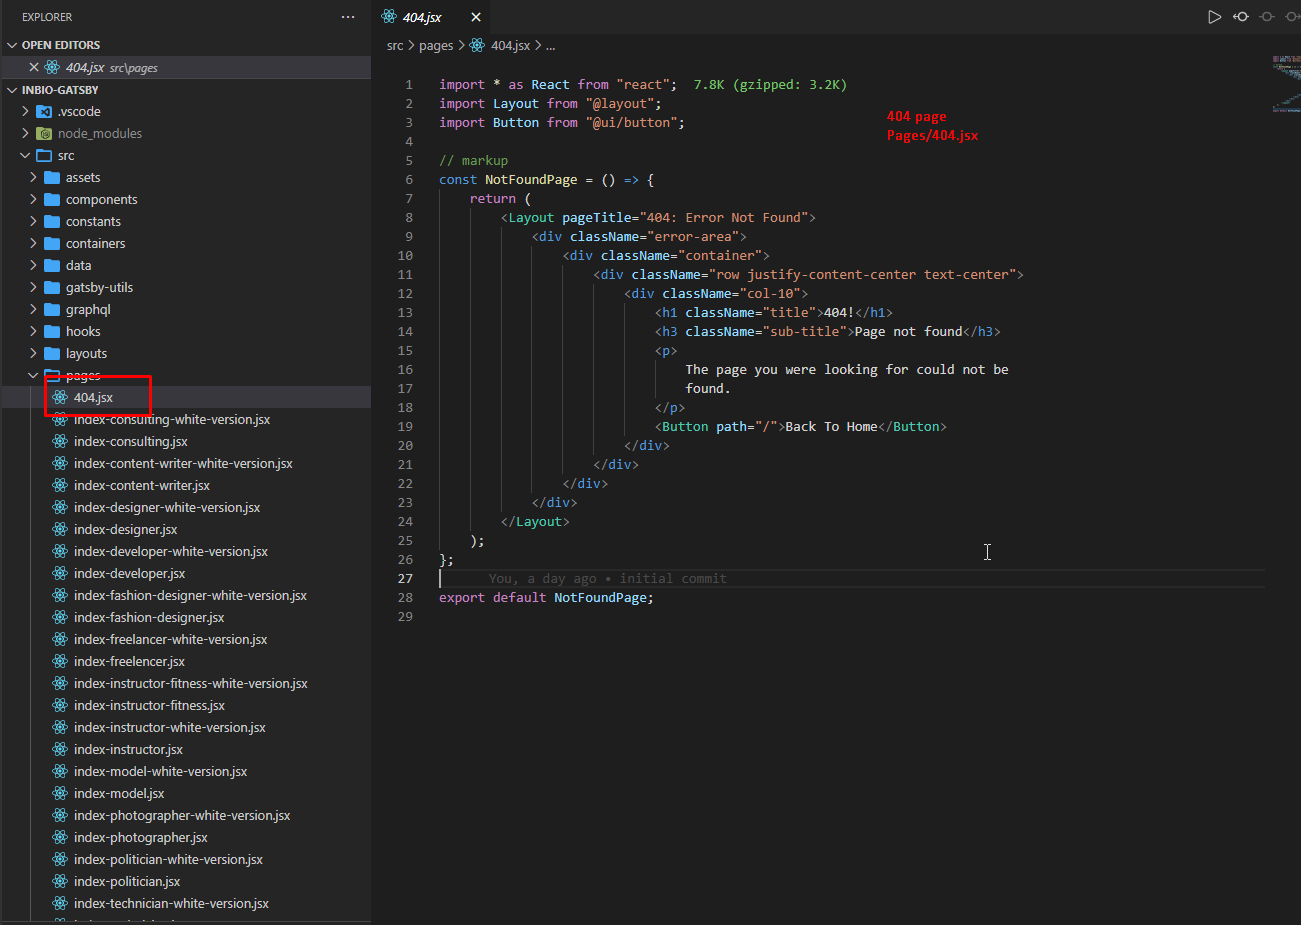 EXPLORER
OPEN EDITORS
404.jsx src\pages
INBIO-GATSBY
.vscode
node_modules
src
assets
components
constants
containers
data
gatsby-utils
graphql
hooks
layouts
pages
404.jsx
index-consulting-white-version.jsx
index-consulting.jsx
index-content-writer-white-version.jsx
index-content-writer.jsx
index-designer-white-version.jsx
index-designer.jsx
index-developer-white-version.jsx
index-developer.jsx
index-fashion-designer-white-version.jsx
index-fashion-designer.jsx
index-freelancer-white-version.jsx
index-freelencer.jsx
index-instructor-fitness-white-version.jsx
index-instructor-fitness.jsx
index-instructor-white-version.jsx
index-instructor.jsx
index-model-white-version.jsx
index-model.jsx
index-photographer-white-version.jsx
index-photographer.jsx
index-politician-white-version.jsx
index-politician.jsx
index-technician-white-version.jsx
404.jsx
src > pages > 404.jsx > ...
1 import * as React from "react"; 7.8K (gzipped: 3.2K)
2 import Layout from "@layout";
3 import Button from "@ui/button";
4
5 // markup
6 const NotFoundPage = () => {
7 return (
8 <Layout pageTitle="404: Error Not Found">
9 <div className="error-area">
10 <div className="container">
11 <div className="row justify-content-center text-center">
12 <div className="col-10">
13 <h1 className="title">404!</h1>
14 <h3 className="sub-title">Page not found</h3>
15 <p>
16 The page you were looking for could not be
17 found.
18 </p>
19 <Button path="/">Back To Home</Button>
20 </div>
21 </div>
22 </div>
23 </div>
24 </Layout>
25 );
26 };
27 You, a day ago • initial commit
28 export default NotFoundPage;
29
404 page
Pages/404.jsx